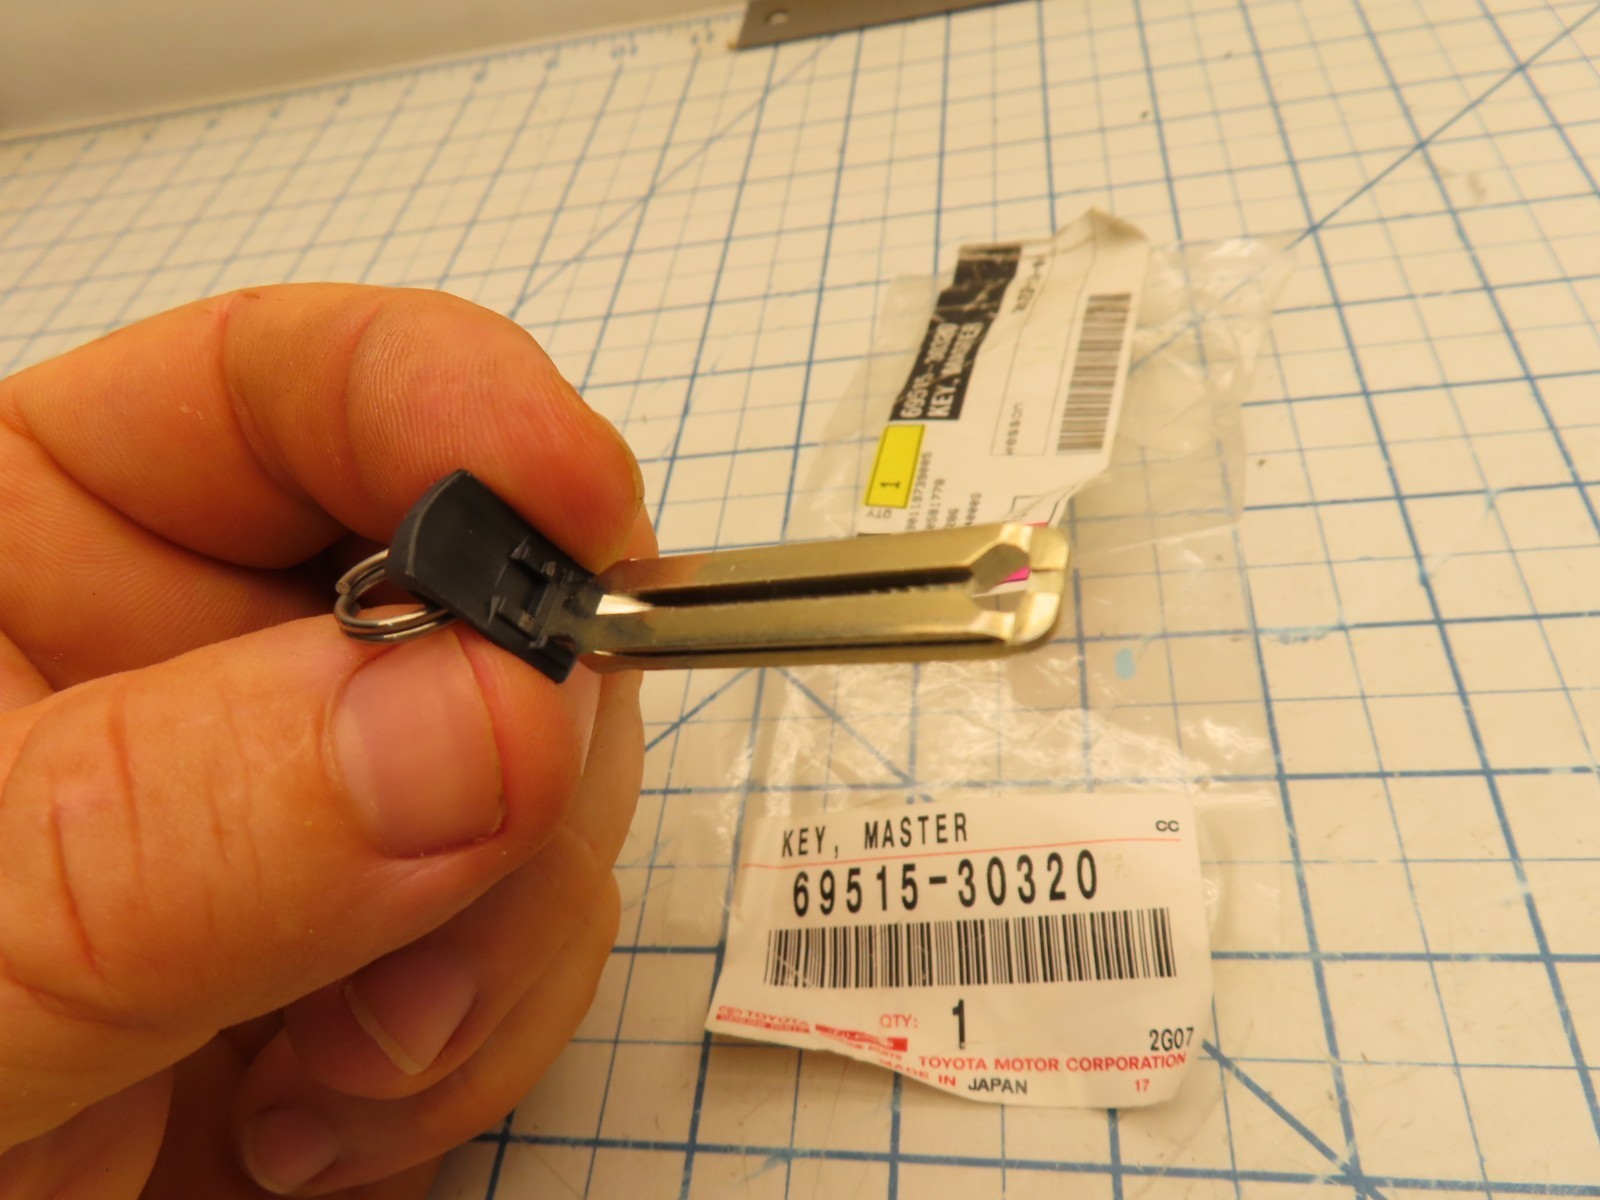 69515-30320
KEY, MASTER
1
QTY
KEY, MASTER
CC
69515-30320
TOYOTA
QTY:
1
2G07
TOYOTA MOTOR CORPORATION
MADE IN JAPAN
17